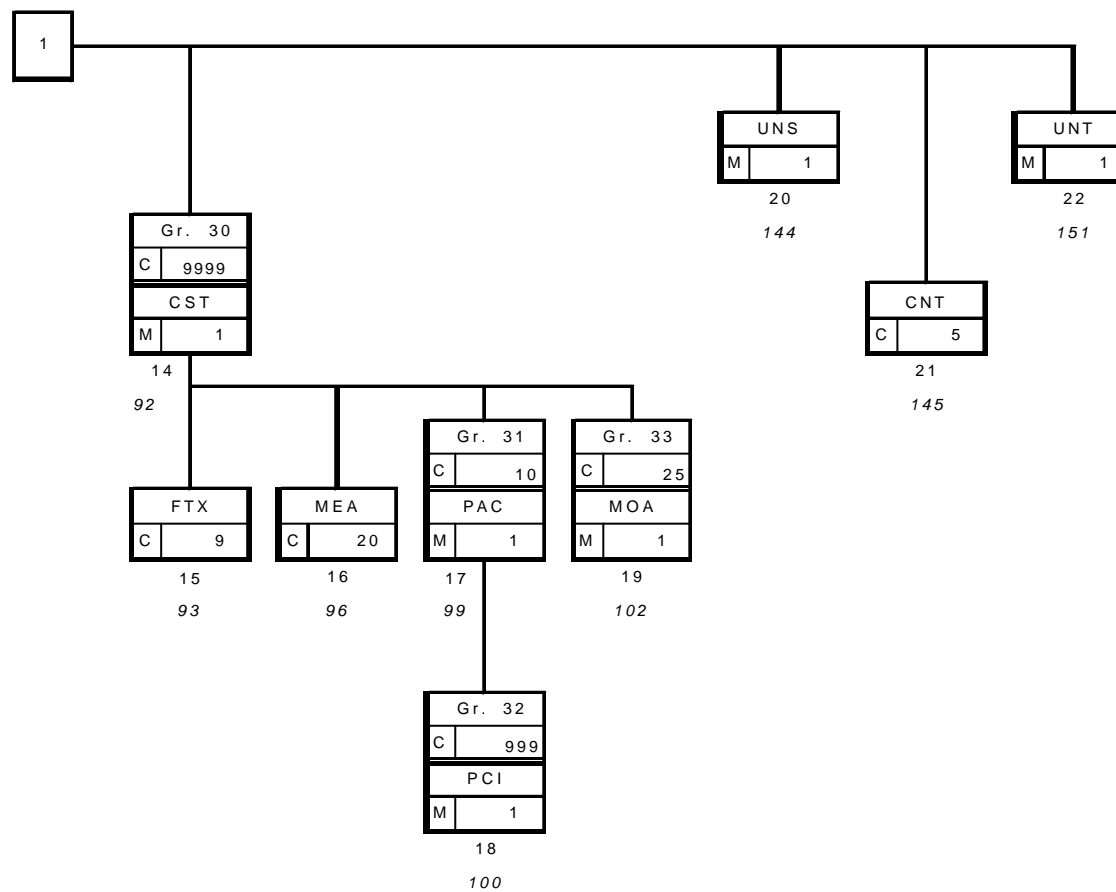 1
UNS
M 1
20
144
UNT
M 1
22
151
Gr. 30
C 9999
CST
M 1
14
92
CNT
C 5
21
145
FTX
C 9
15
93
MEA
C 20
16
96
Gr. 31
C 10
PAC
M 1
17
99
Gr. 33
C 25
MOA
M 1
19
102
Gr. 32
C 999
PCI
M 1
18
100